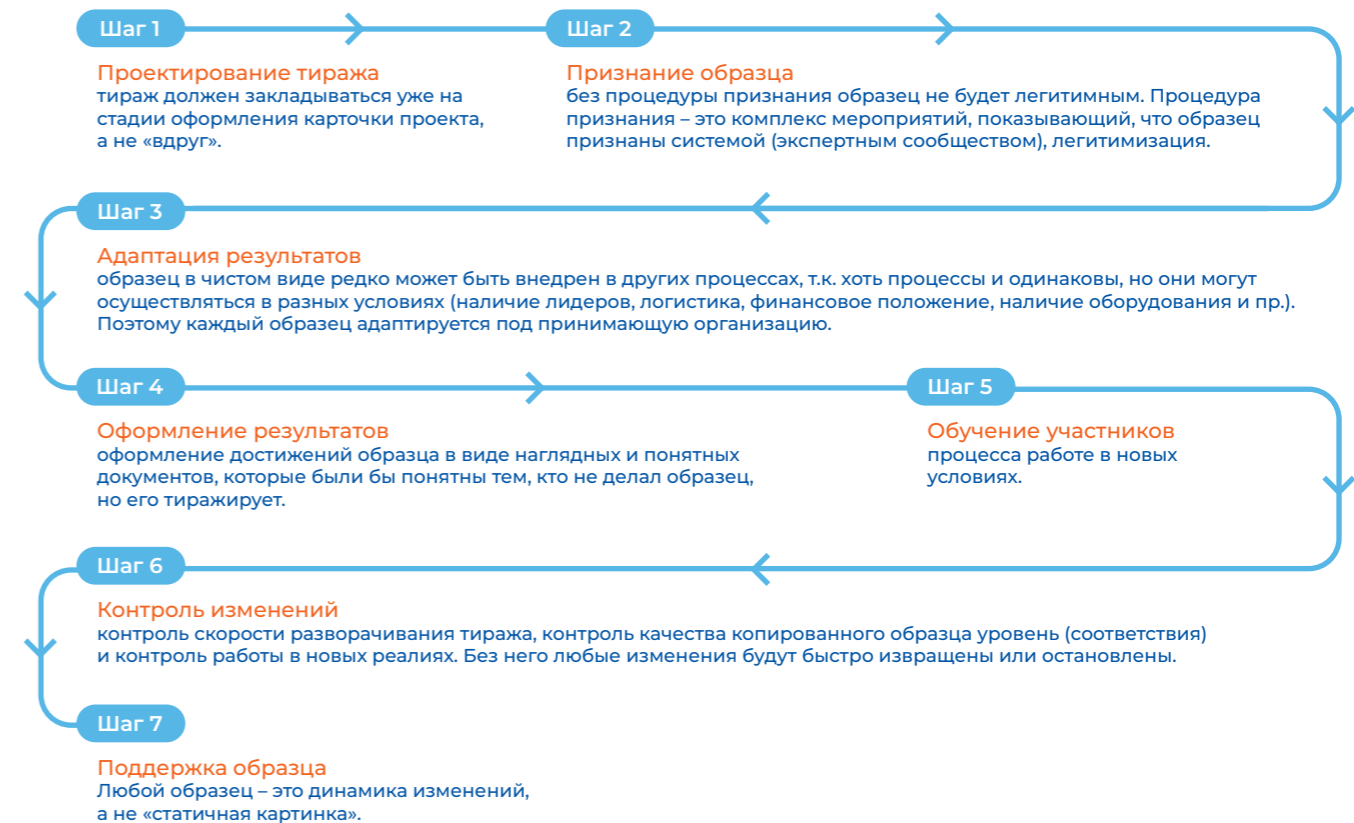 Шаг 1
Шаг 2
Проектирование тиража
тираж должен закладываться уже на
стадии оформления карточки проекта,
а не «вдруг».
Признание образца
без процедуры признания образец не будет легитимным. Процедура
признания – это комплекс мероприятий, показывающий, что образец
признаны системой (экспертным сообществом), легитимизация.
Шаг 3
Адаптация результатов
образец в чистом виде редко может быть внедрен в других процессах, т.к. хоть процессы и одинаковы, но они могут
осуществляться в разных условиях (наличие лидеров, логистика, финансовое положение, наличие оборудования и пр.).
Поэтому каждый образец адаптируется под принимающую организацию.
Шаг 4
Шаг 5
Оформление результатов
оформление достижений образца в виде наглядных и понятных
документов, которые были бы понятны тем, кто не делал образец,
но его тиражирует.
Обучение участников
процесса работе в новых
условиях.
Шаг 6
Контроль изменений
контроль скорости разворачивания тиража, контроль качества копированного образца уровень (соответствия)
и контроль работы в новых реалиях. Без него любые изменения будут быстро извращены или остановлены.
Шаг 7
Поддержка образца
Любой образец – это динамика изменений,
а не «статичная картинка».